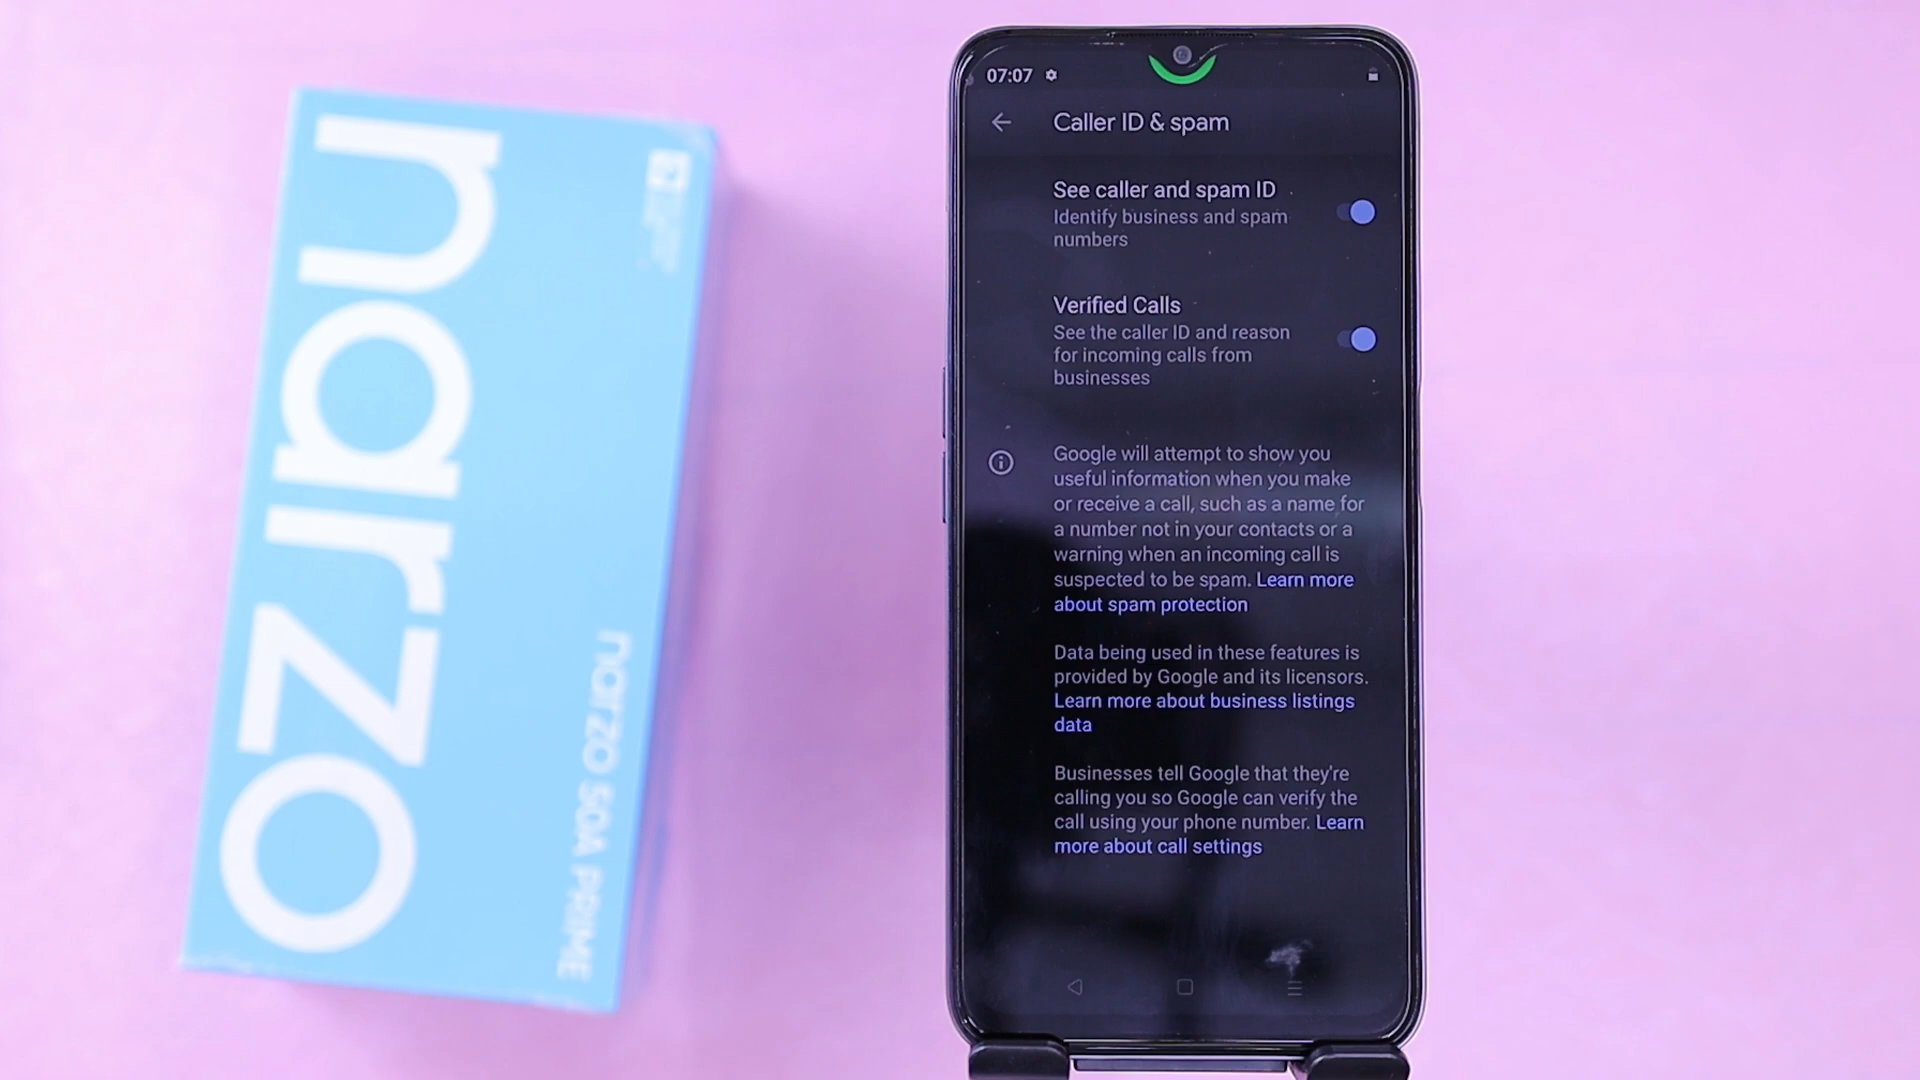 narzo
narzo 50A PRIME
07:07
Caller ID & spam
See caller and spam ID
Identify business and spam
numbers
Verified Calls
See the caller ID and reason
for incoming calls from
businesses
Google will attempt to show you
useful information when you make
or receive a call, such as a name for
a number not in your contacts or a
warning when an incoming call is
suspected to be spam. Learn more
about spam protection
Data being used in these features is
provided by Google and its licensors.
Learn more about business listings
data
Businesses tell Google that they're
calling you so Google can verify the
call using your phone number. Learn
more about call settings